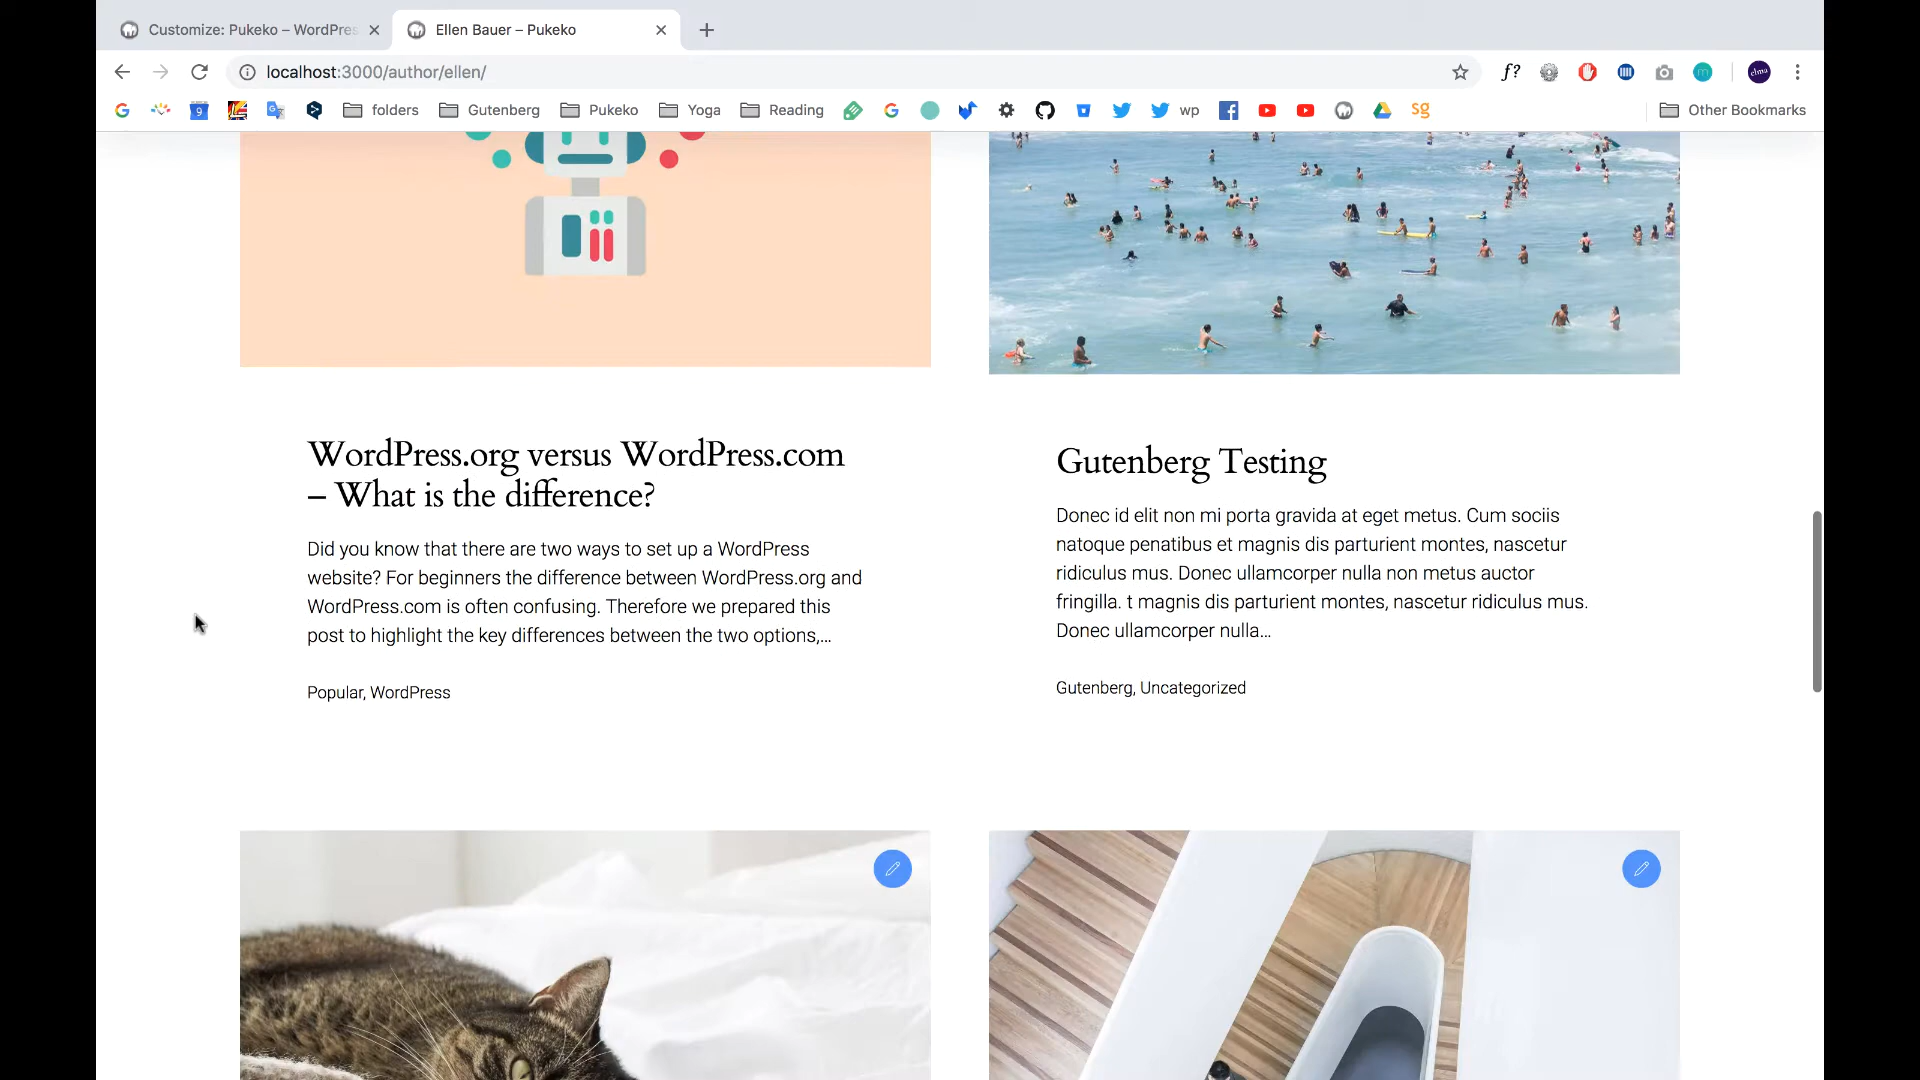 Customize: Pukeko – WordPres
Ellen Bauer – Pukeko
localhost:3000/author/ellen/
f?
elma
9
folders
Gutenberg
Pukeko
Yoga
Reading
wp
sg
Other Bookmarks
WordPress.org versus WordPress.com
– What is the difference?
Did you know that there are two ways to set up a WordPress
website? For beginners the difference between WordPress.org and
WordPress.com is often confusing. Therefore we prepared this
post to highlight the key differences between the two options,...
Popular, WordPress
Gutenberg Testing
Donec id elit non mi porta gravida at eget metus. Cum sociis
natoque penatibus et magnis dis parturient montes, nascetur
ridiculus mus. Donec ullamcorper nulla non metus auctor
fringilla. t magnis dis parturient montes, nascetur ridiculus mus.
Donec ullamcorper nulla...
Gutenberg, Uncategorized